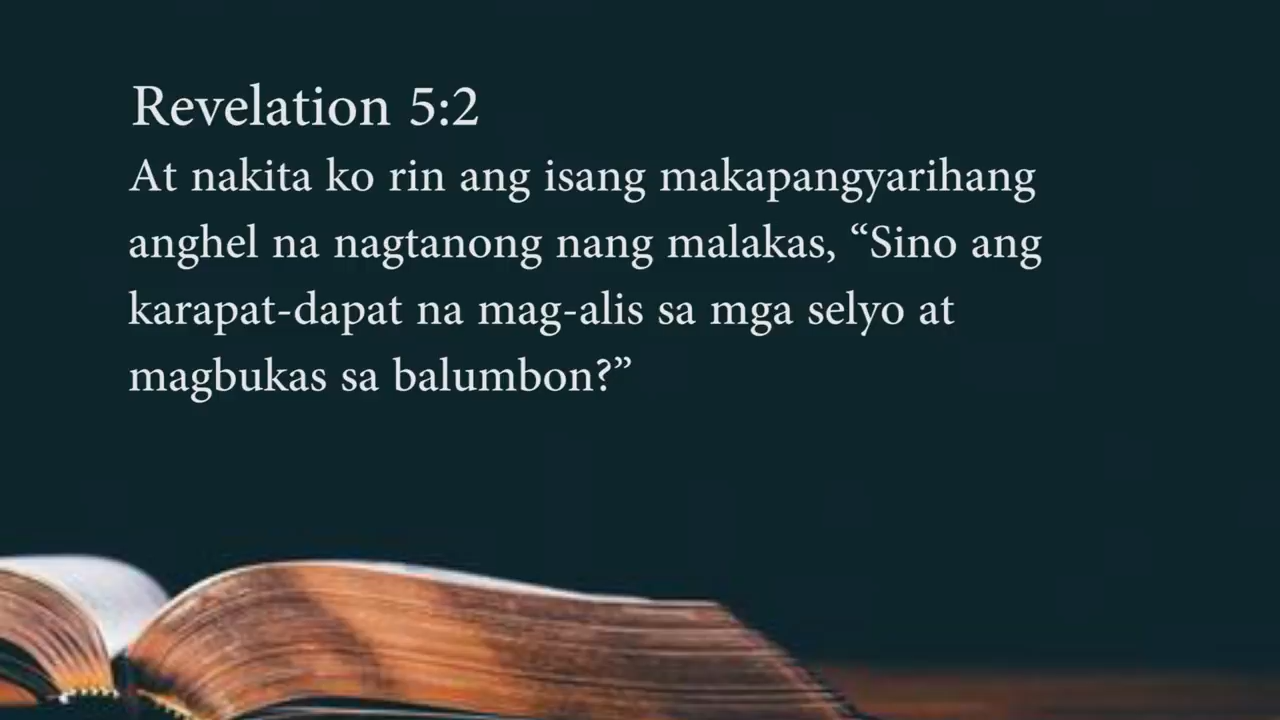 Revelation 5:2
At nakita ko rin ang isang makapangyarihang
anghel na nagtanong nang malakas, “Sino ang
karapat-dapat na mag-alis sa mga selyo at
magbukas sa balumbon?”